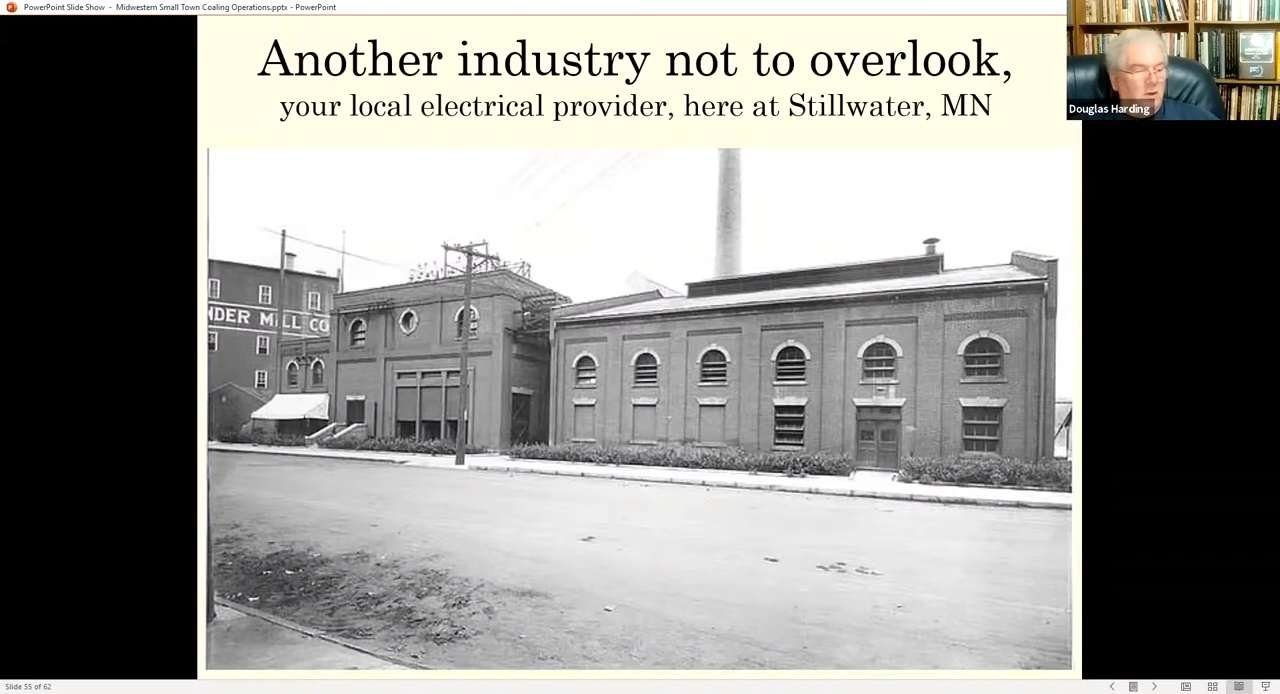 PowerPoint Slide Show - Midwestern Small Town Coaling Operations.pptx - PowerPoint
Another industry not to overlook,
your local electrical provider, here at Stillwater, MN
Douglas Harding
NDER MILL CO
Slide 55 of 62